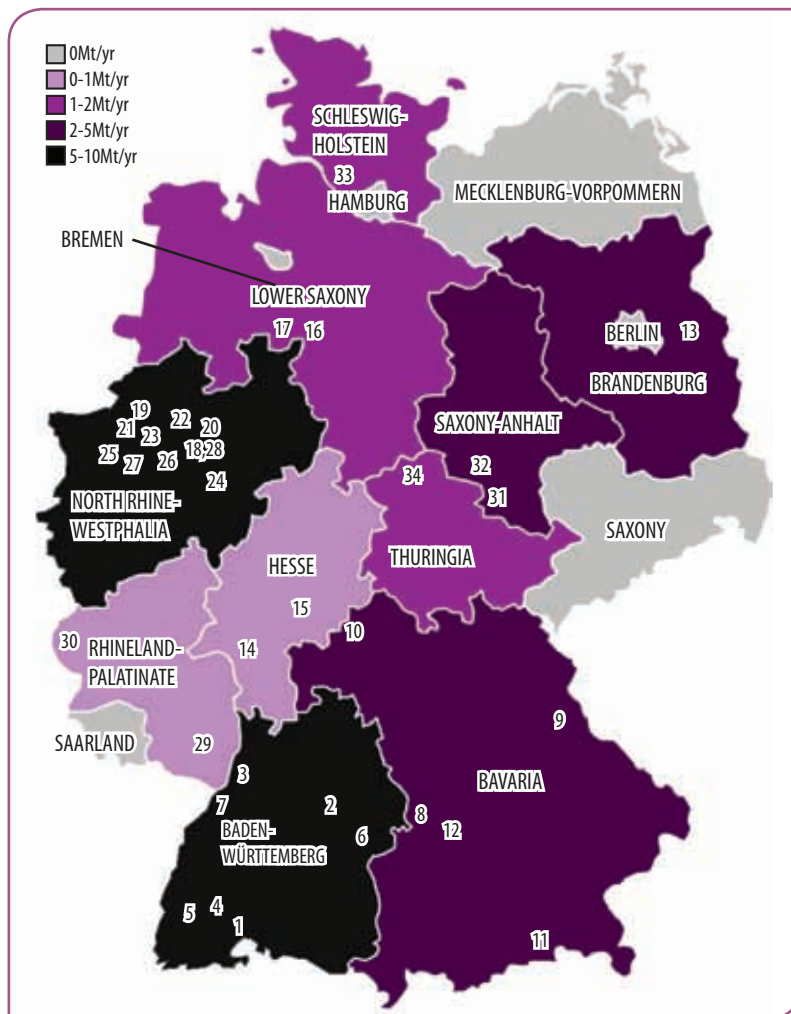 0Mt/yr
0-1Mt/yr
1-2Mt/yr
2-5Mt/yr
5-10Mt/yr
SCHLESWIG-
HOLSTEIN
33
HAMBURG
MECKLENBURG-VORPOMMERN
BREMEN
LOWER SAXONY
17 16
BERLIN 13
BRANDENBURG
19
21 22 20
23
25 27 26 18/28
24
NORTH RHINE-
WESTPHALIA
SAXONY-ANHALT
32
34
31
SAXONY
HESSE
THURINGIA
15
10
14
30
RHINELAND-
PALATINATE
SAARLAND
29
9
3
BAVARIA
7 2
8
6 12
BADEN-
WÜRTTEMBERG
5 4
1
11